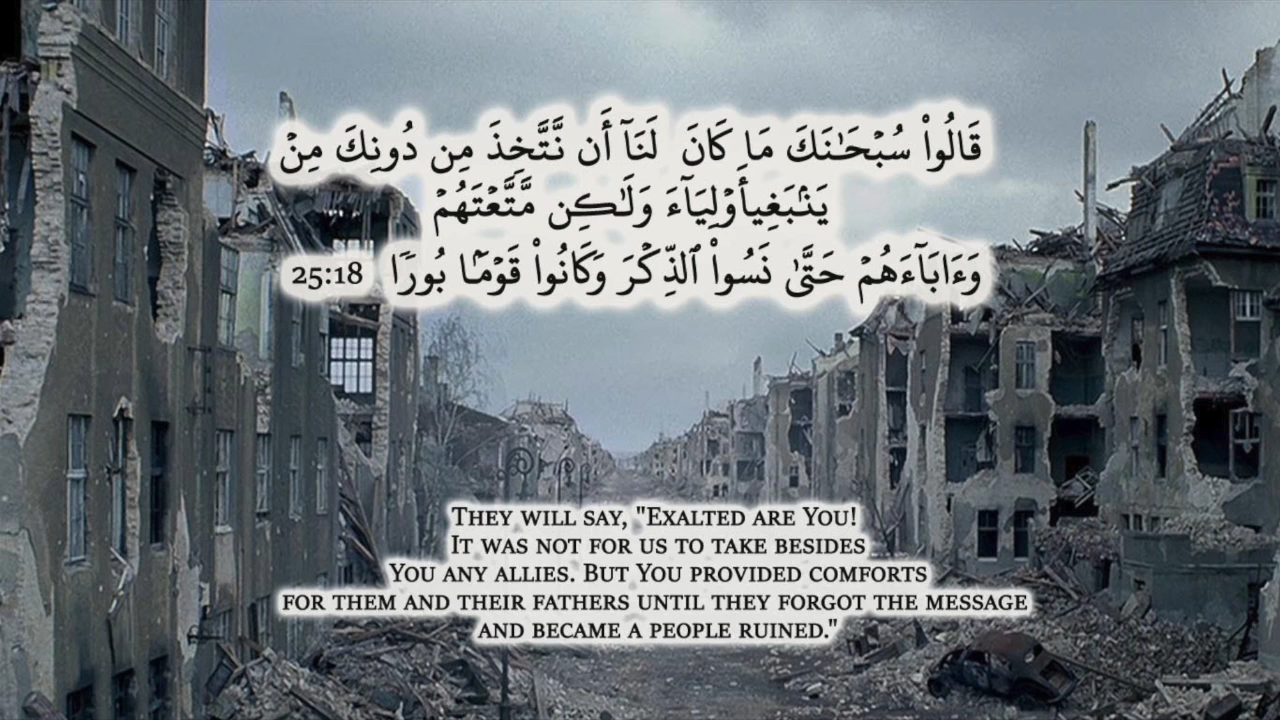 قَالُوا۟ سُبْحَـٰنَكَ مَا كَانَ لَنَآ أَن نَّتَّخِذَ مِن دُونِكَ مِنْ
يَنۢبَغِيأَوْلِيَآءَ وَلَـٰكِن مَّتَّعْتَهُمْ
وَءَابَآءَهُمْ حَتَّىٰ نَسُوا۟ ٱلذِّكْرَ وَكَانُوا۟ قَوْمًۢا بُورًا 25:18
They will say, "Exalted are You!
It was not for us to take besides
You any allies. But You provided comforts
for them and their fathers until they forgot the message
and became a people ruined."